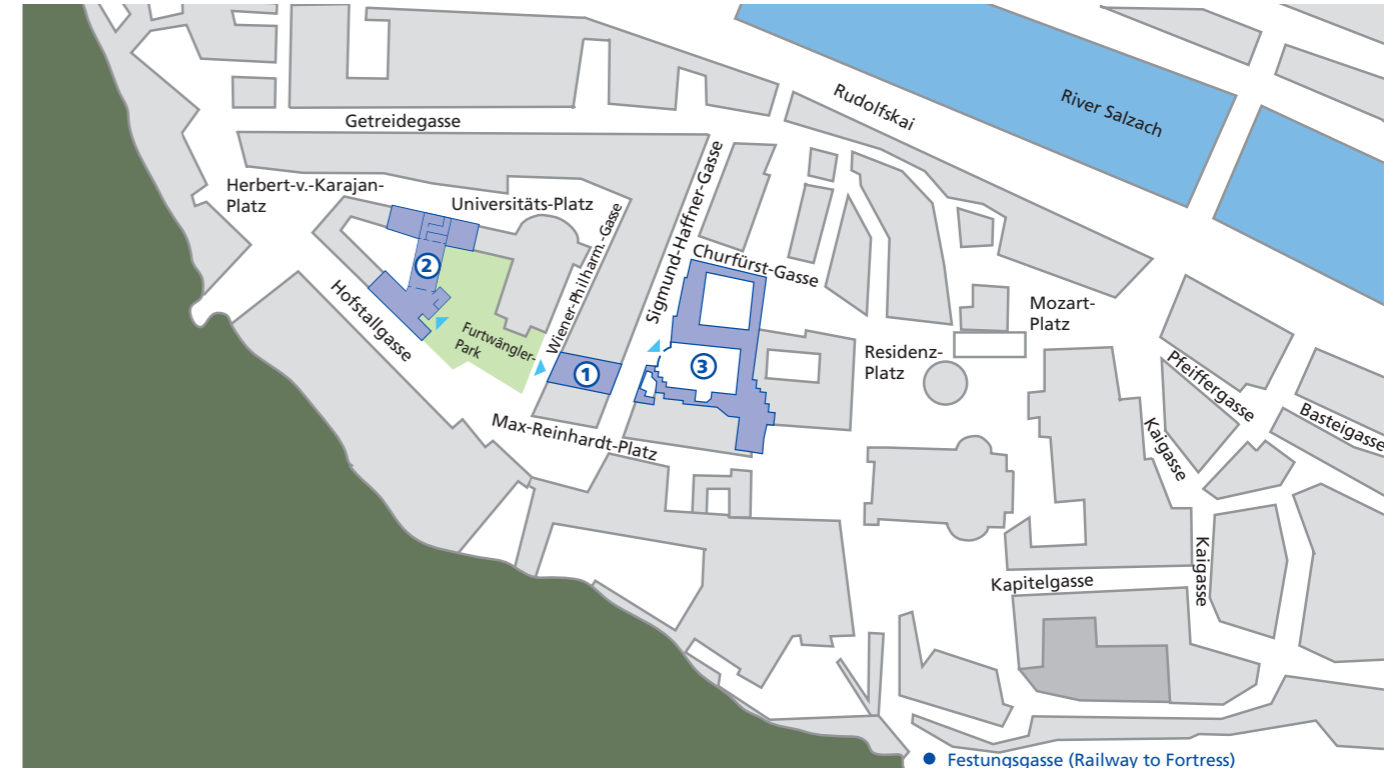 River Salzach
Rudolfskai
Getreidegasse
Herbert-v.-Karajan-
Platz
Universitäts-Platz
Wiener-Philharm.-Gasse
Sigmund-Haffner-Gasse
Churfürst-Gasse
2
Hofstallgasse
Furtwängler-
Park
1
3
Mozart-
Platz
Residenz-
Platz
Max-Reinhardt-Platz
Pfeiffergasse
Basteigasse
Kaigasse
Kaigasse
Kapitelgasse
Festungsgasse (Railway to Fortress)